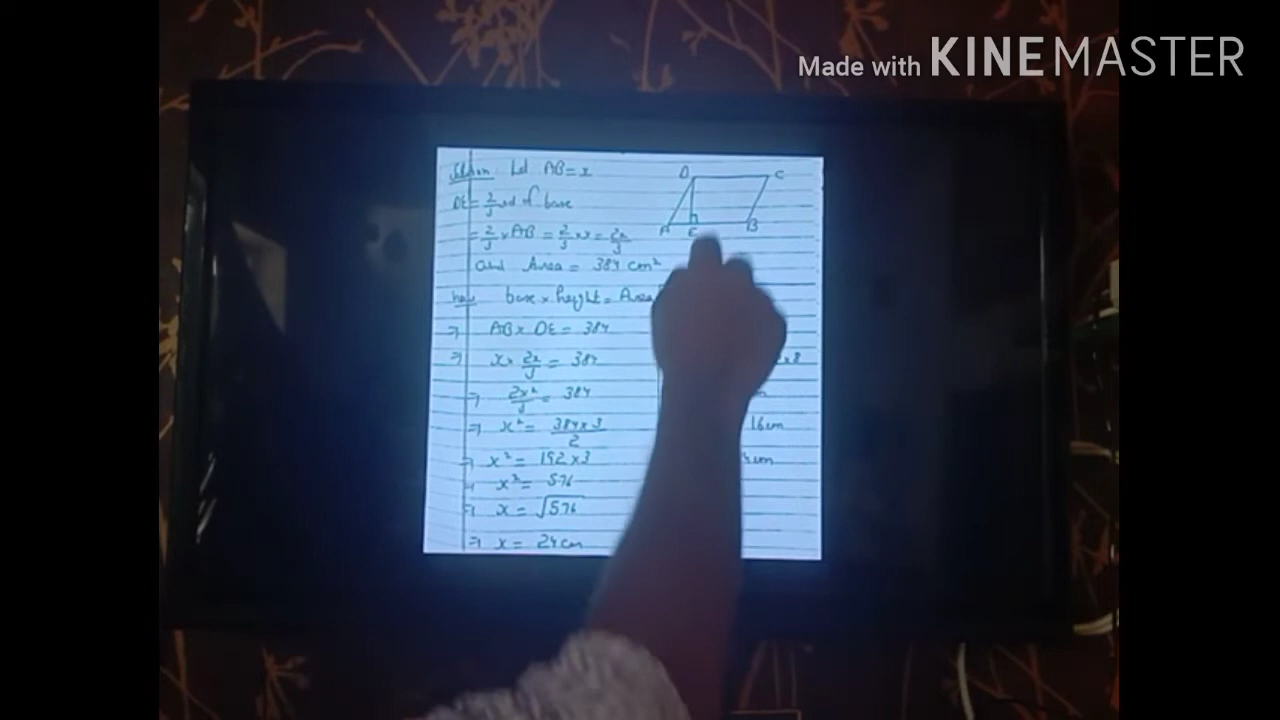 Made with KINEMASTER
Solution Let AB = x
DE = 2/3 rd of base
= 2/3 × AB = 2/3 × x = 2x/3
and Area = 384 cm²
Now base × height = Area
⇒ AB × DE = 384
⇒ x × 2x/3 = 384
⇒ 2x²/3 = 384
⇒ x² = 384×3/2
⇒ x² = 192 × 3
⇒ x² = 576
⇒ x = √576
⇒ x = 24 cm
D C
A E B
× 8
16 cm
cm